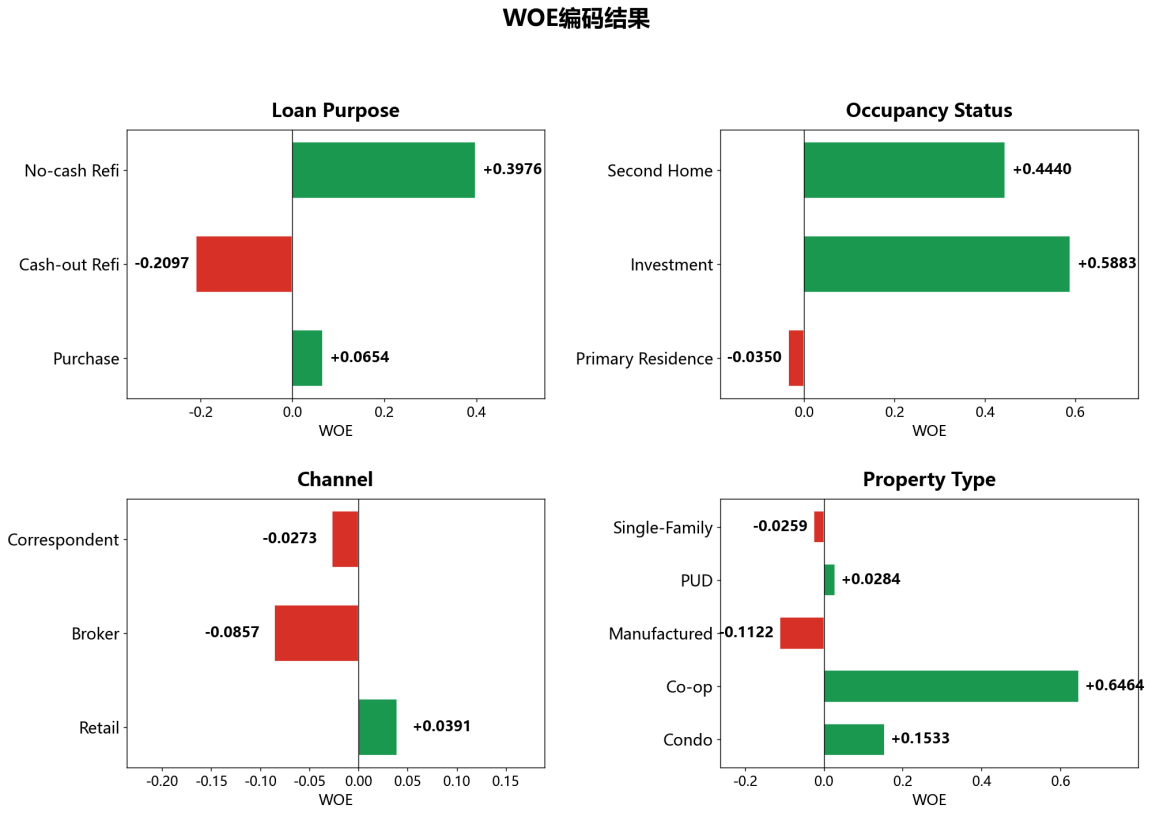 WOE编码结果
Loan Purpose
No-cash Refi
+0.3976
Cash-out Refi
-0.2097
Purchase
+0.0654
-0.2 0.0 0.2 0.4
WOE
Occupancy Status
Second Home
+0.4440
Investment
+0.5883
Primary Residence
-0.0350
0.0 0.2 0.4 0.6
WOE
Channel
Correspondent
-0.0273
Broker
-0.0857
Retail
+0.0391
-0.20 -0.15 -0.10 -0.05 0.00 0.05 0.10 0.15
WOE
Property Type
Single-Family
-0.0259
PUD
+0.0284
Manufactured
-0.1122
Co-op
+0.6464
Condo
+0.1533
-0.2 0.0 0.2 0.4 0.6
WOE